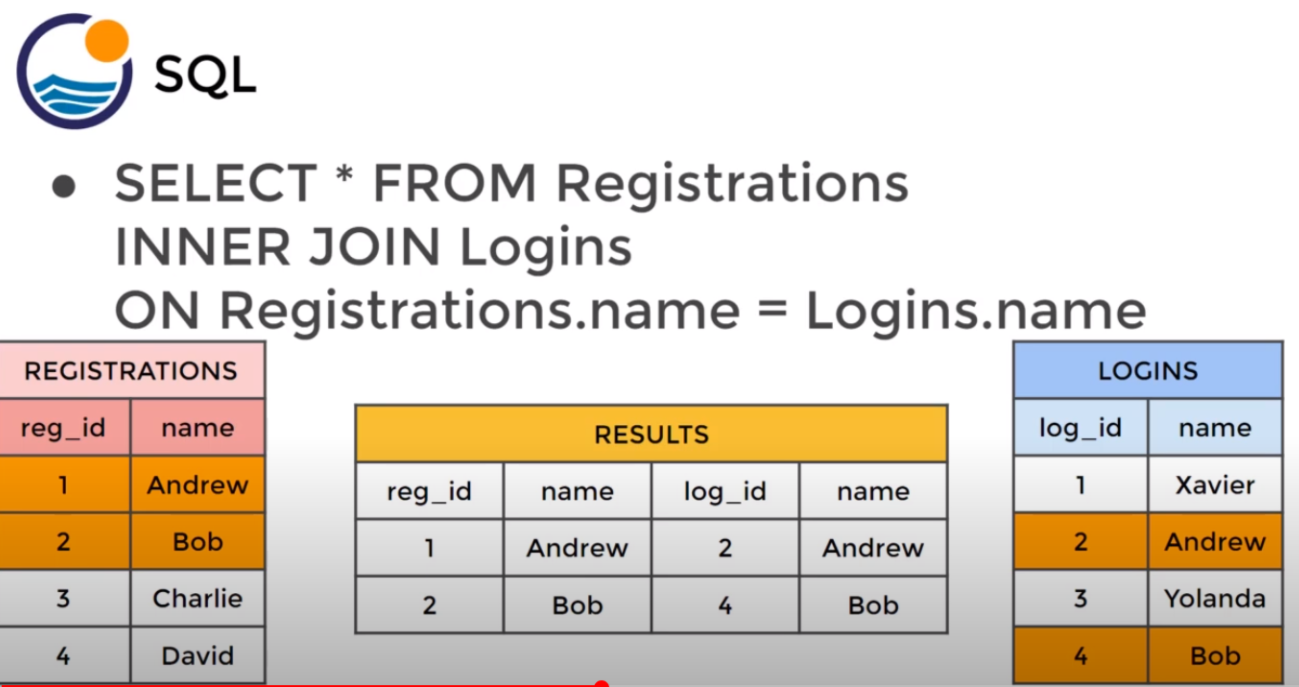 SQL
● SELECT * FROM Registrations
INNER JOIN Logins
ON Registrations.name = Logins.name
REGISTRATIONS
reg_id name
1 Andrew
2 Bob
3 Charlie
4 David
RESULTS
reg_id name log_id name
1 Andrew 2 Andrew
2 Bob 4 Bob
LOGINS
log_id name
1 Xavier
2 Andrew
3 Yolanda
4 Bob